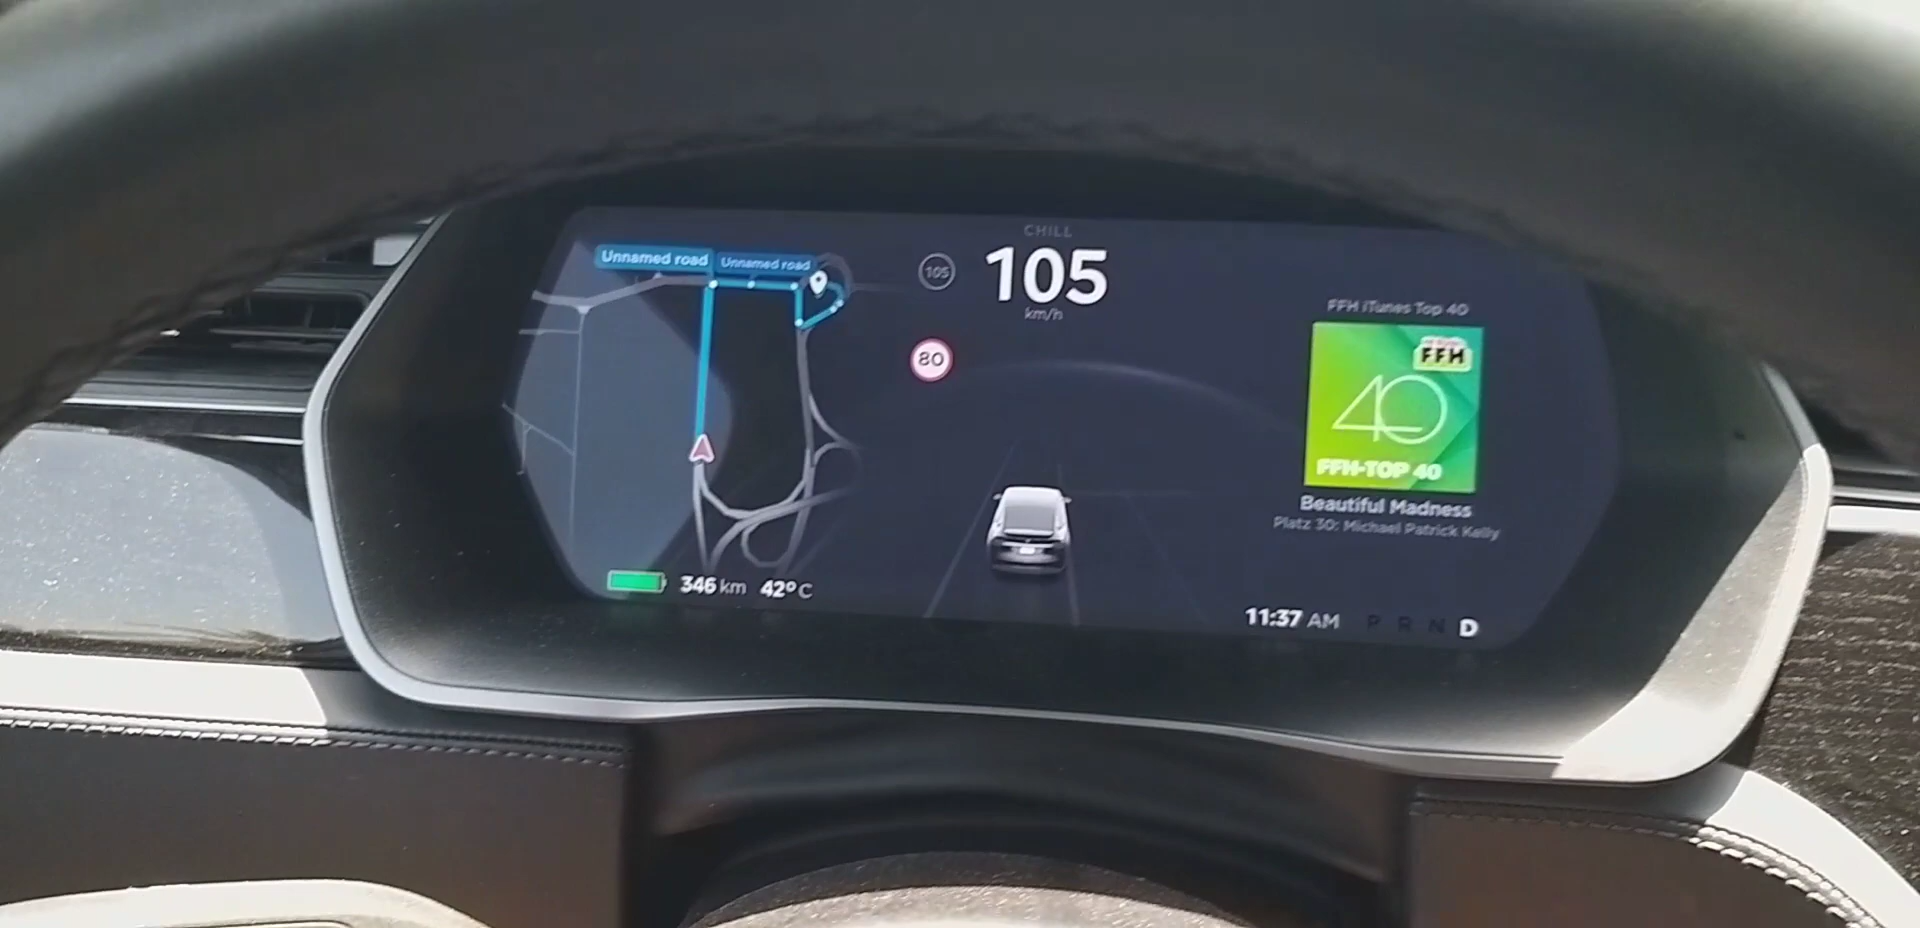 CHILL
Unnamed road
Unnamed road
105
105
km/h
80
FFH iTunes Top 40
FFH
40
FFH-TOP 40
Beautiful Madness
Platz 30: Michael Patrick Kelly
346 km 42°C
11:37 AM P R N D